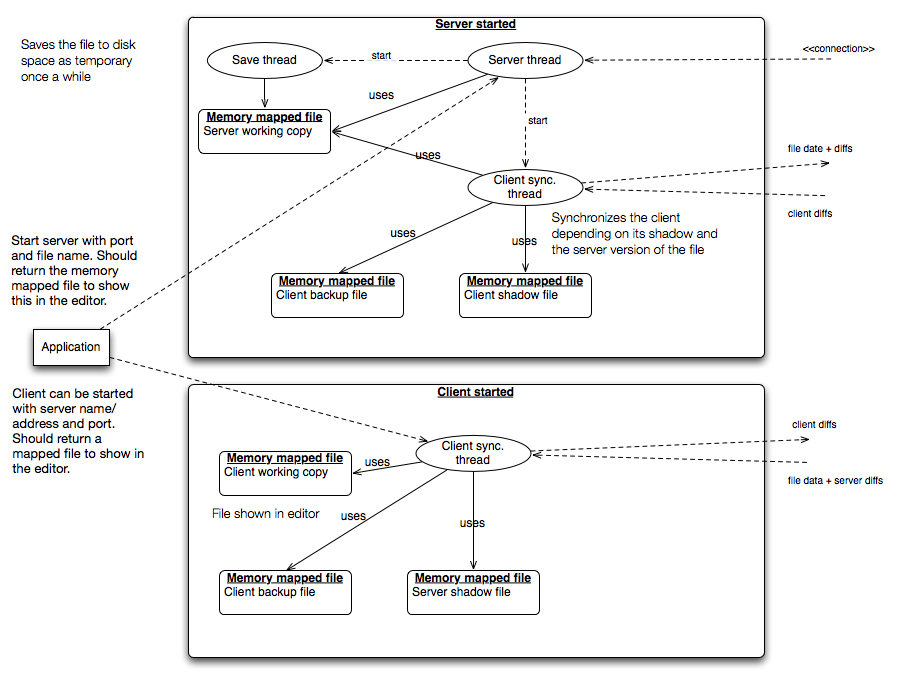 Server started
Saves the file to disk
space as temporary
once a while
Save thread
start
Server thread
<<connection>>
uses
Memory mapped file
Server working copy
start
uses
file date + diffs
Client sync.
thread
client diffs
Synchronizes the client
depending on its shadow and
the server version of the file
uses
uses
Start server with port
and file name. Should
return the memory
mapped file to show
this in the editor.
Memory mapped file
Client backup file
Memory mapped file
Client shadow file
Application
Client can be started
with server name/
address and port.
Should return a
mapped file to show in
the editor.
Client started
client diffs
Client sync.
thread
Memory mapped file
Client working copy
uses
file data + server diffs
File shown in editor
uses
uses
Memory mapped file
Client backup file
Memory mapped file
Server shadow file